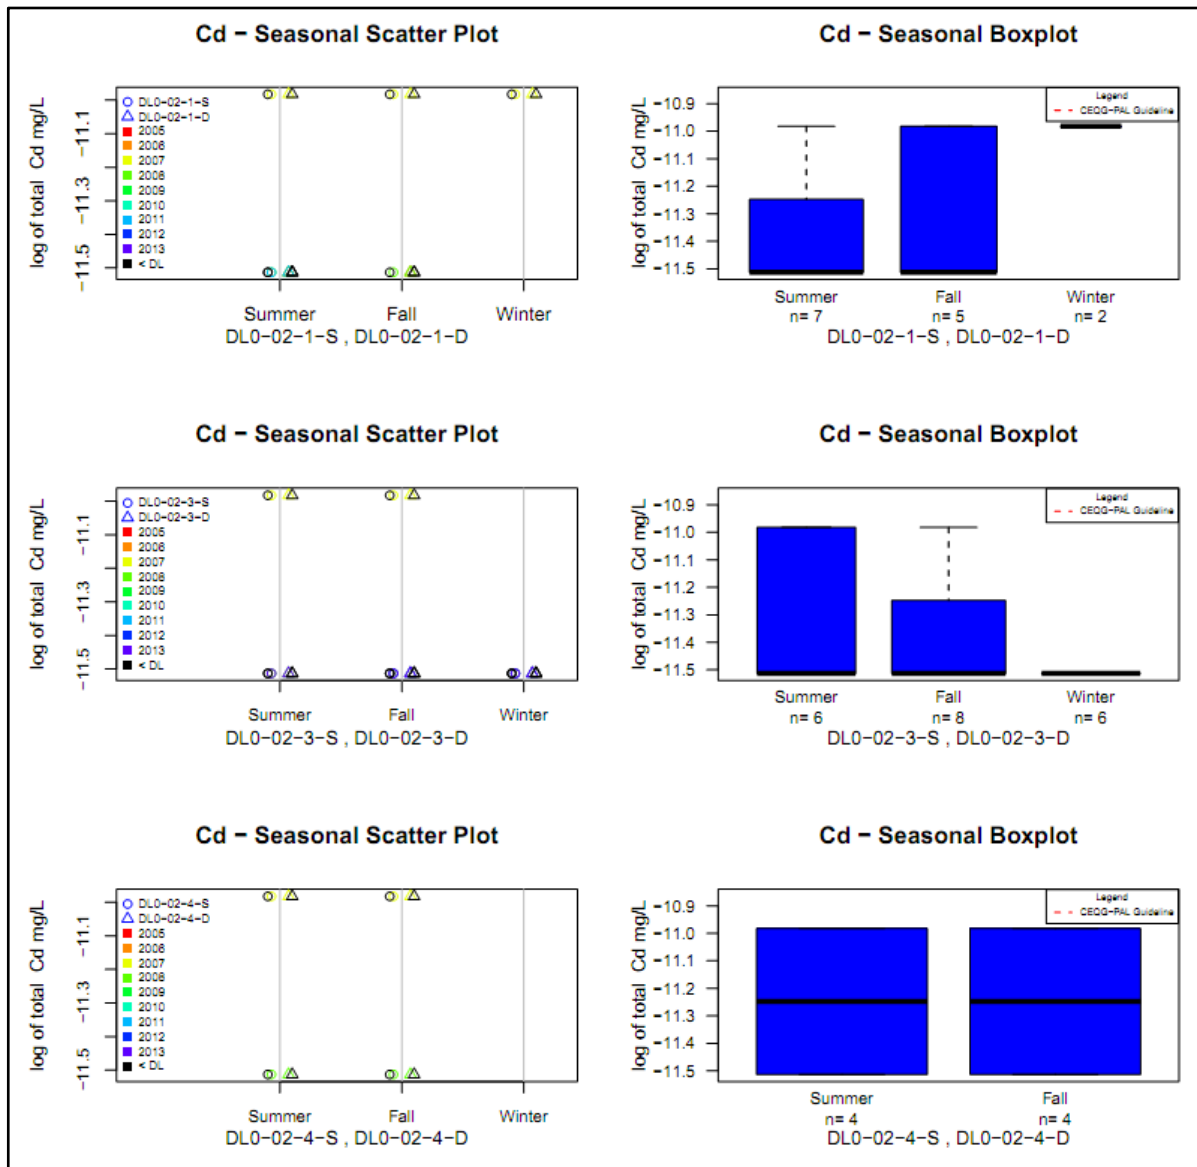 Cd − Seasonal Scatter Plot
log of total Cd mg/L
−11.1
−11.3
−11.5
DL0−02−1−S
DL0−02−1−D
2005
2006
2007
2008
2009
2010
2011
2012
2013
< DL
Summer Fall Winter
DL0−02−1−S , DL0−02−1−D
Cd − Seasonal Boxplot
log of total Cd mg/L
−10.9
−11.0
−11.1
−11.2
−11.3
−11.4
−11.5
Legend
CEQG−PAL Guideline
Summer Fall Winter
n= 7 n= 5 n= 2
DL0−02−1−S , DL0−02−1−D
Cd − Seasonal Scatter Plot
log of total Cd mg/L
−11.1
−11.3
−11.5
DL0−02−3−S
DL0−02−3−D
2005
2006
2007
2008
2009
2010
2011
2012
2013
< DL
Summer Fall Winter
DL0−02−3−S , DL0−02−3−D
Cd − Seasonal Boxplot
log of total Cd mg/L
−10.9
−11.0
−11.1
−11.2
−11.3
−11.4
−11.5
Legend
CEQG−PAL Guideline
Summer Fall Winter
n= 6 n= 8 n= 6
DL0−02−3−S , DL0−02−3−D
Cd − Seasonal Scatter Plot
log of total Cd mg/L
−11.1
−11.3
−11.5
DL0−02−4−S
DL0−02−4−D
2005
2006
2007
2008
2009
2010
2011
2012
2013
< DL
Summer Fall Winter
DL0−02−4−S , DL0−02−4−D
Cd − Seasonal Boxplot
log of total Cd mg/L
−10.9
−11.0
−11.1
−11.2
−11.3
−11.4
−11.5
Legend
CEQG−PAL Guideline
Summer Fall
n= 4 n= 4
DL0−02−4−S , DL0−02−4−D